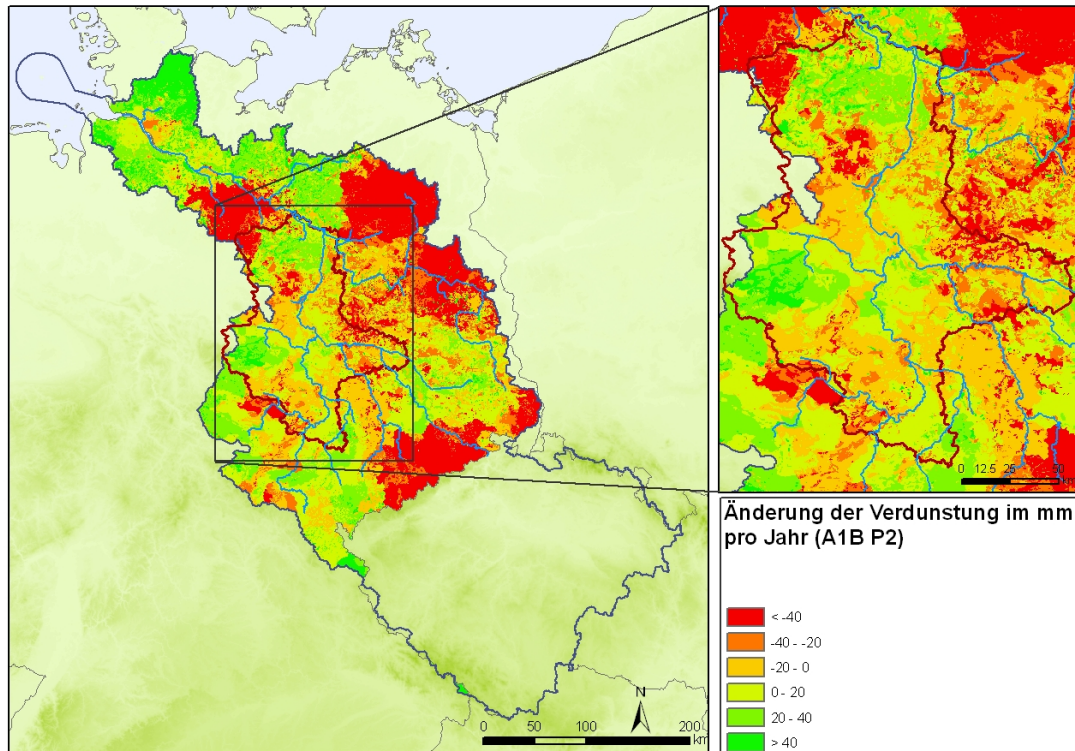 0 12.5 25 50
km
N
0 50 100 200
km
Änderung der Verdunstung im mm
pro Jahr (A1B P2)
< -40
-40 - -20
-20 - 0
0 - 20
20 - 40
> 40